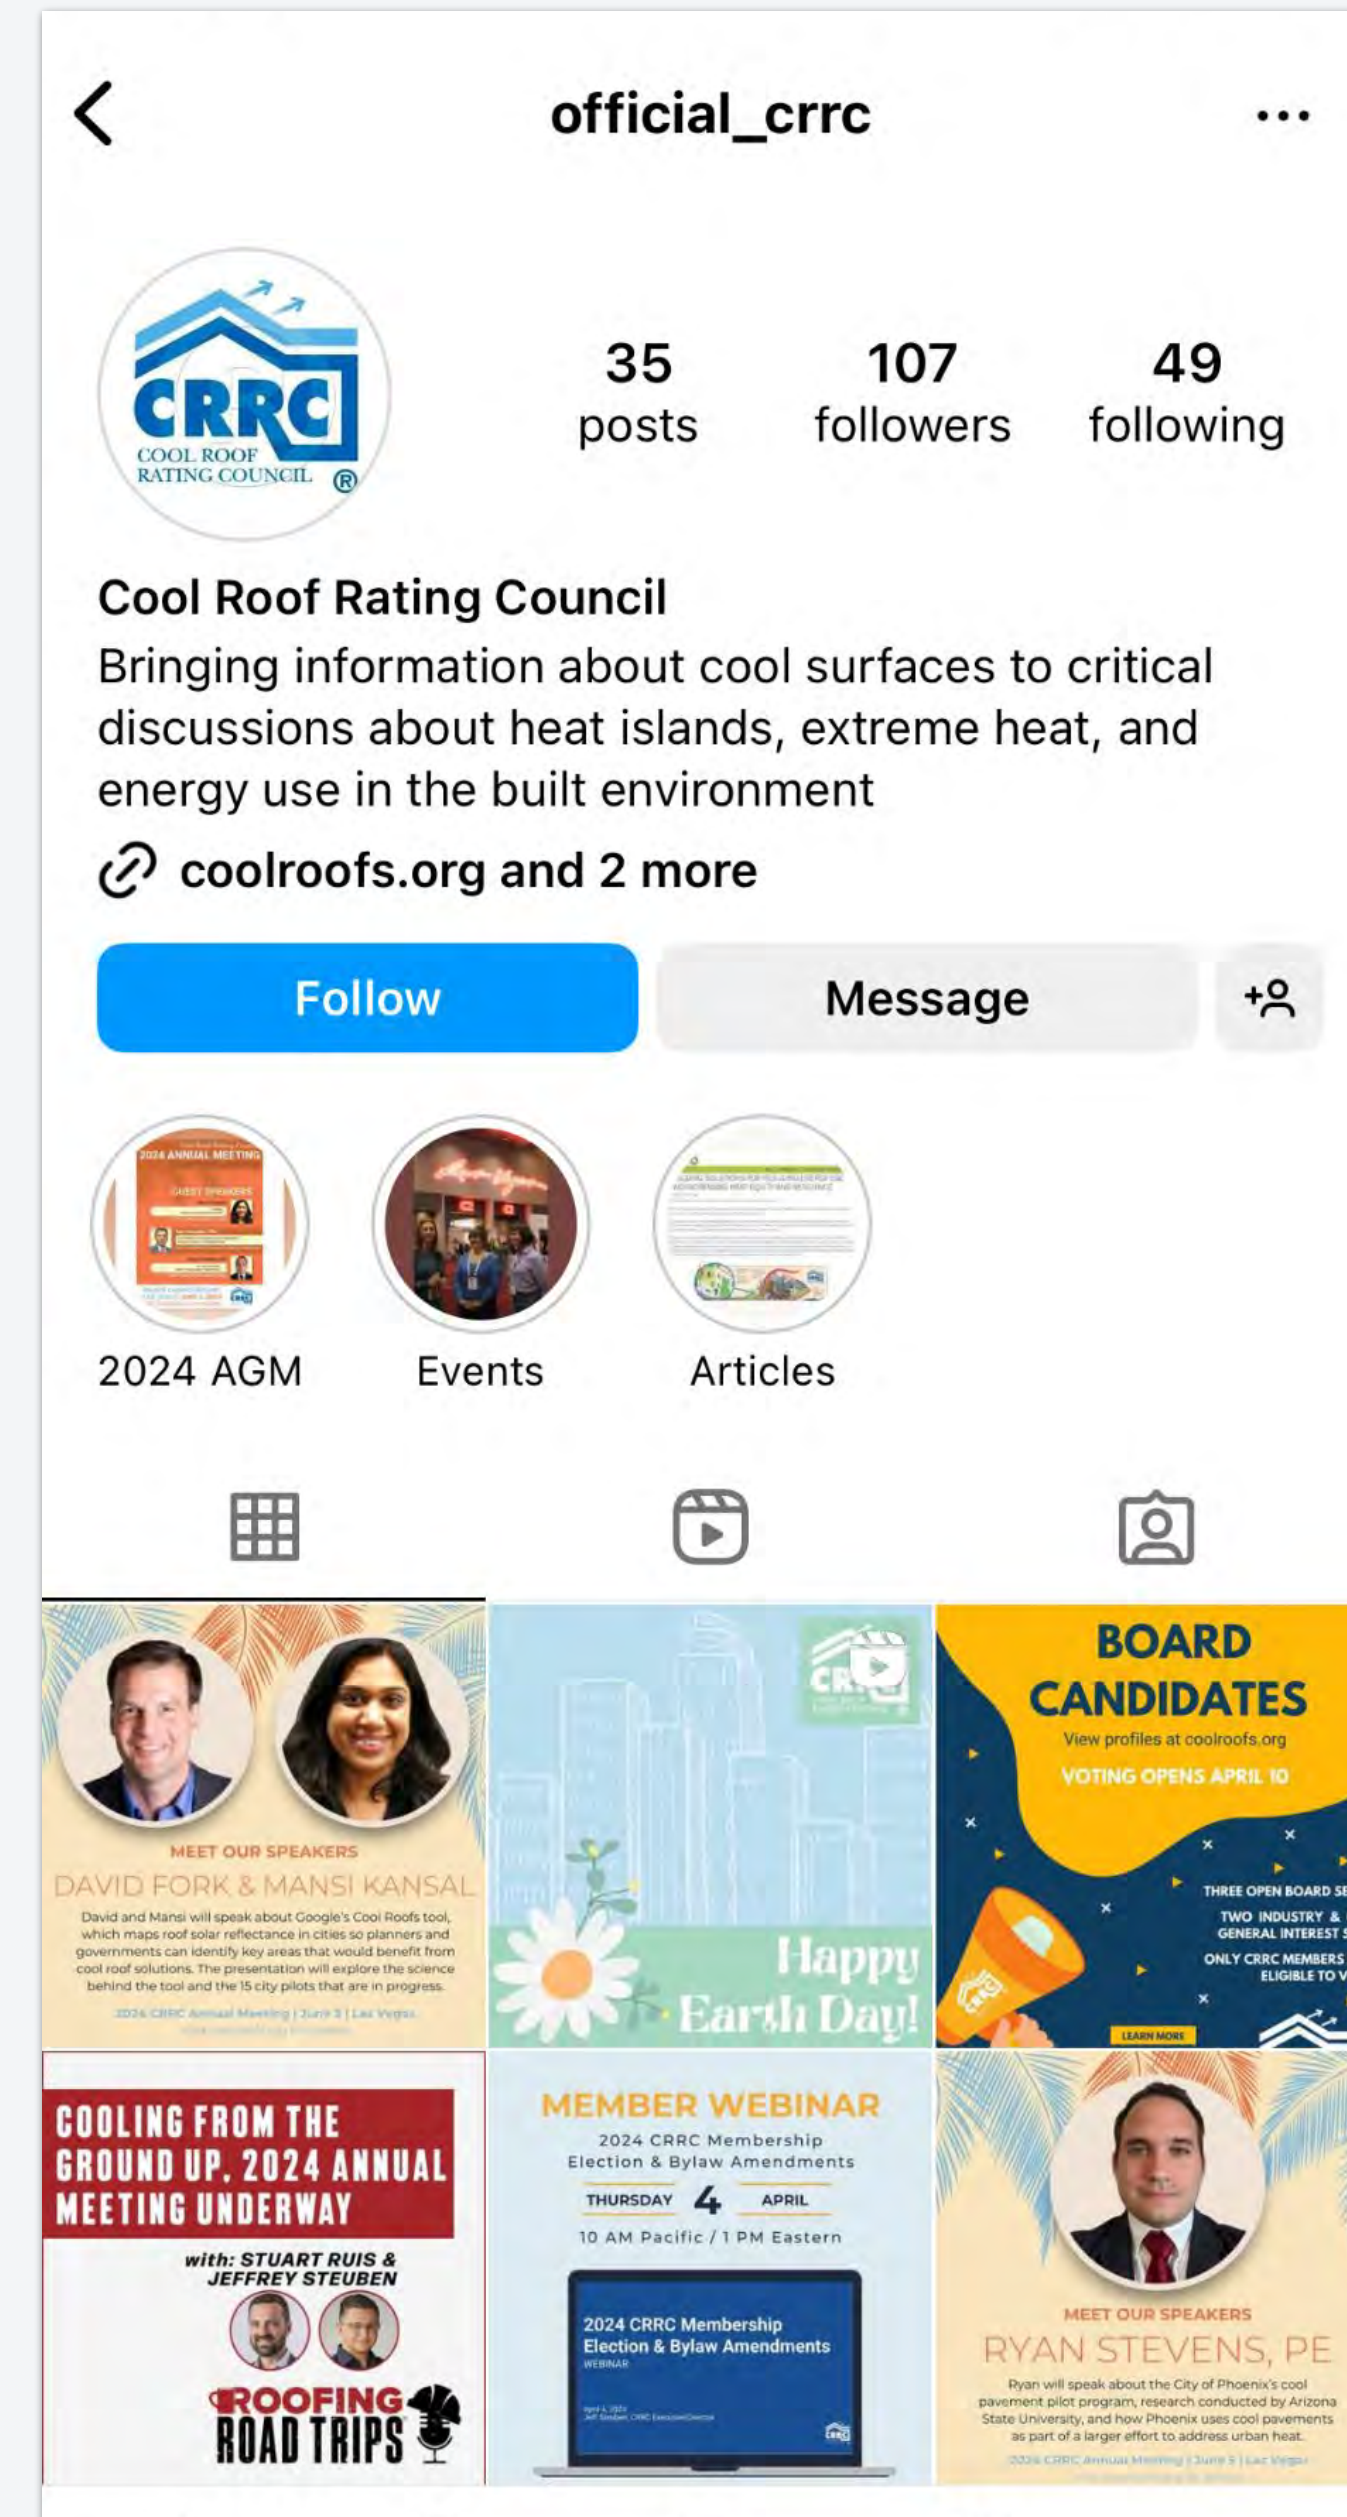 official_crrc
CRRC
COOL ROOF
RATING COUNCIL ®
35
posts
107
followers
49
following
Cool Roof Rating Council
Bringing information about cool surfaces to critical
discussions about heat islands, extreme heat, and
energy use in the built environment
coolroofs.org and 2 more
Follow
Message
2024 ANNUAL MEETING
GUEST SPEAKERS
2024 AGM
Events
Articles
MEET OUR SPEAKERS
DAVID FORK & MANSI KANSAL
David and Mansi will speak about Google's Cool Roofs tool,
which maps roof solar reflectance in cities so planners and
governments can identify key areas that would benefit from
cool roof solutions. The presentation will explore the science
behind the tool and the 15 city pilots that are in progress.
2024 CRRC Annual Meeting | June | Las Vegas
Happy
Earth Day!
BOARD
CANDIDATES
View profiles at coolroofs.org
VOTING OPENS APRIL 10
THREE OPEN BOARD SE
TWO INDUSTRY &
GENERAL INTEREST S
ONLY CRRC MEMBERS
ELIGIBLE TO V
CRRC
LEARN MORE
COOLING FROM THE
GROUND UP, 2024 ANNUAL
MEETING UNDERWAY
with: STUART RUIS &
JEFFREY STEUBEN
ROOFING
ROAD TRIPS
MEMBER WEBINAR
2024 CRRC Membership
Election & Bylaw Amendments
THURSDAY 4 APRIL
10 AM Pacific / 1 PM Eastern
2024 CRRC Membership
Election & Bylaw Amendments
WEBINAR
CRRC
MEET OUR SPEAKERS
RYAN STEVENS, PE
Ryan will speak about the City of Phoenix's cool
pavement pilot program, research conducted by Arizona
State University, and how Phoenix uses cool pavements
as part of a larger effort to address urban heat.
2024 CRRC Annual Meeting | June | Las Vegas